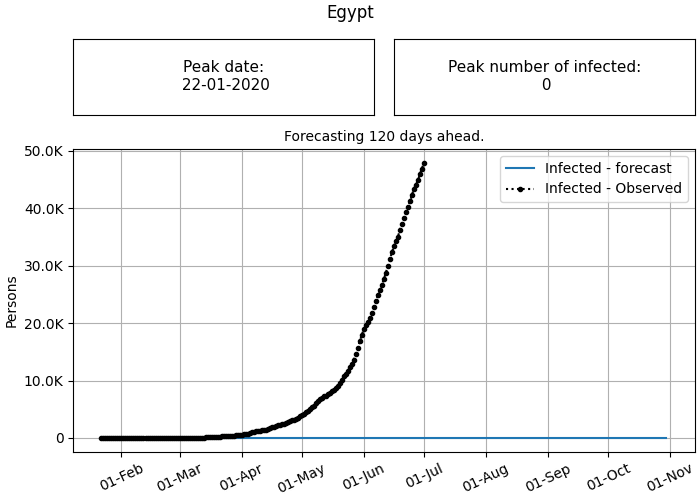 Egypt
Peak date:
22-01-2020
Peak number of infected:
0
Forecasting 120 days ahead.
50.0K
40.0K
30.0K
20.0K
10.0K
0
Persons
Infected - forecast
Infected - Observed
01-Feb
01-Mar
01-Apr
01-May
01-Jun
01-Jul
01-Aug
01-Sep
01-Oct
01-Nov